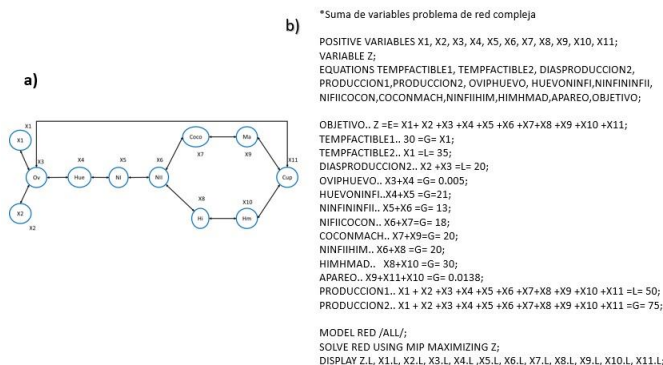 a)
X1
X1
X3
Ov
X2
X2
X4
Hue
X5
NI
X6
NII
Coco
X7
Ma
X9
X8
Hi
X10
Hm
X11
Cup
b)
*Suma de variables problema de red compleja
POSITIVE VARIABLES X1, X2, X3, X4, X5, X6, X7, X8, X9, X10, X11;
VARIABLE Z;
EQUATIONS TEMPFACTIBLE1, TEMPFACTIBLE2, DIASPRODUCCION2,
PRODUCCION1,PRODUCCION2, OVIPHUEVO, HUEVONINFI,NINFININFII,
NIFIICOCON,COCONMACH,NINFIIHIM,HIMHMAD,APAREO,OBJETIVO;
OBJETIVO.. Z =E= X1+ X2 +X3 +X4 +X5 +X6 +X7+X8 +X9 +X10 +X11;
TEMPFACTIBLE1.. 30 =G= X1;
TEMPFACTIBLE2.. X1 =L= 35;
DIASPRODUCCION2.. X2 +X3 =L= 20;
OVIPHUEVO.. X3+X4 =G= 0.005;
HUEVONINFI..X4+X5 =G=21;
NINFININFII.. X5+X6 =G= 13;
NIFIICOCON.. X6+X7=G= 18;
COCONMACH.. X7+X9=G= 20;
NINFIIHIM.. X6+X8 =G= 20;
HIMHMAD.. X8+X10 =G= 30;
APAREO.. X9+X11+X10 =G= 0.0138;
PRODUCCION1.. X1 + X2 +X3 +X4 +X5 +X6 +X7+X8 +X9 +X10 +X11 =L= 50;
PRODUCCION2.. X1 + X2 +X3 +X4 +X5 +X6 +X7+X8 +X9 +X10 +X11 =G= 75;
MODEL RED /ALL/;
SOLVE RED USING MIP MAXIMIZING Z;
DISPLAY Z.L, X1.L, X2.L, X3.L, X4.L ,X5.L, X6.L, X7.L, X8.L, X9.L, X10.L, X11.L;